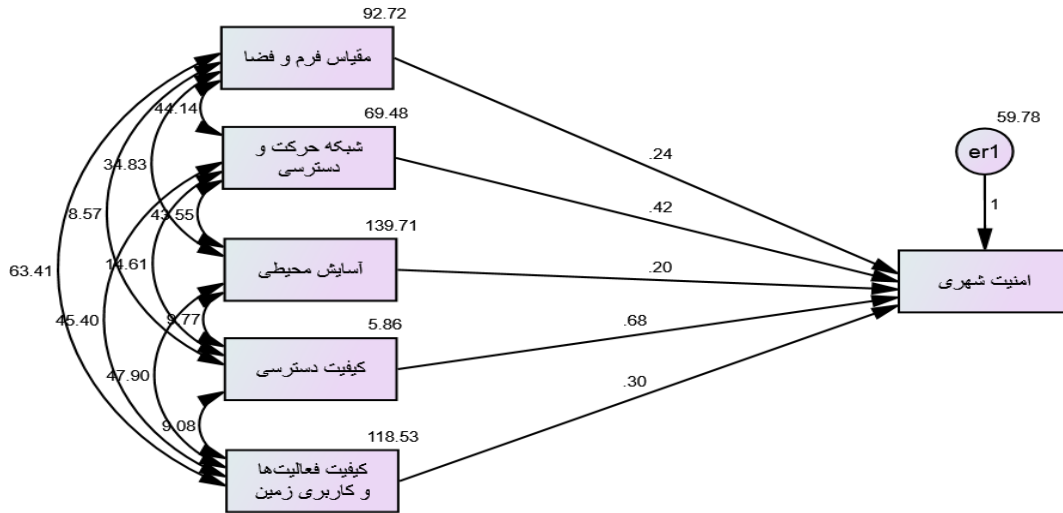 92.72
مقیاس فرم و فضا
44.14
69.48
شبکه حرکت و
دسترسی
.24
59.78
er1
34.83
.42
1
8.57
43.55
139.71
63.41
14.61
آسایش محیطی
.20
امنیت شهری
45.40
9.77
5.86
.68
47.90
کیفیت دسترسی
.30
9.08
118.53
کیفیت فعالیت‌ها
و کاربری زمین